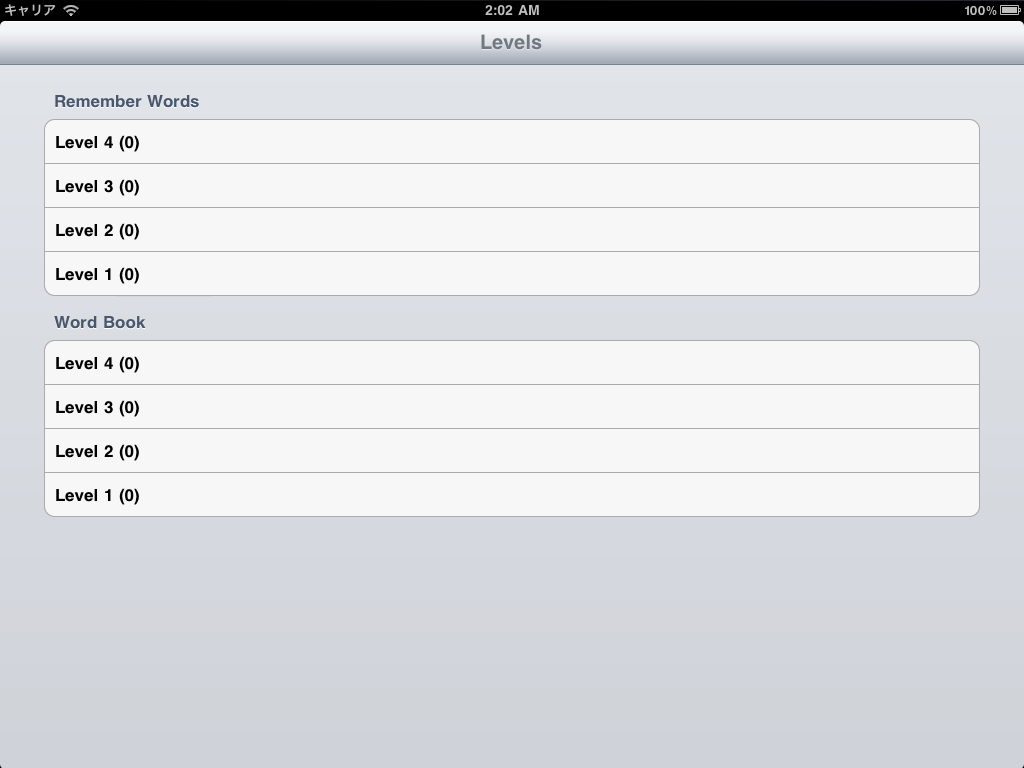 キャリア 2:02 AM 100%
Levels
Remember Words
Level 4 (0)
Level 3 (0)
Level 2 (0)
Level 1 (0)
Word Book
Level 4 (0)
Level 3 (0)
Level 2 (0)
Level 1 (0)